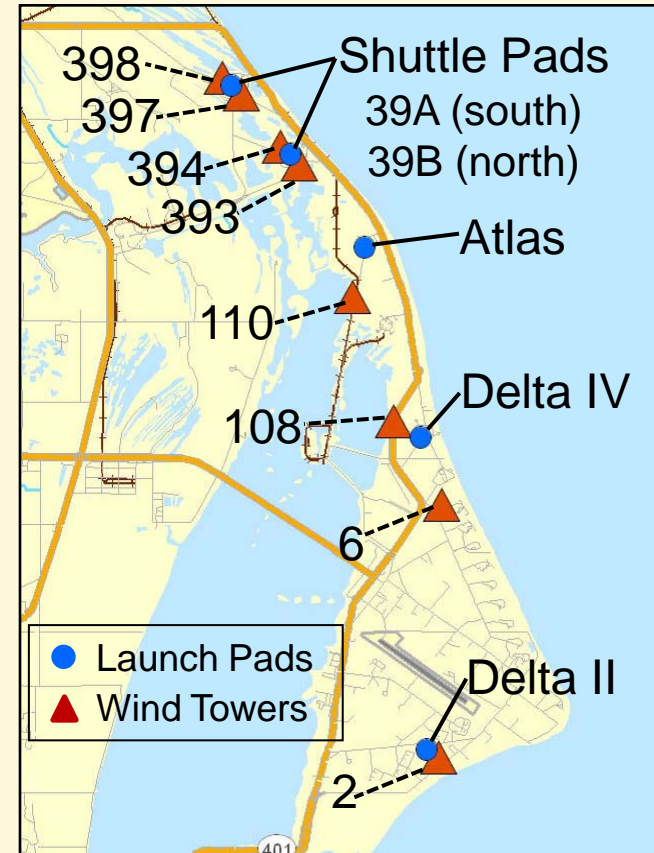 398
Shuttle Pads
397
39A (south)
394
39B (north)
393
Atlas
110
Delta IV
108
6
Launch Pads
Wind Towers
Delta II
2
401